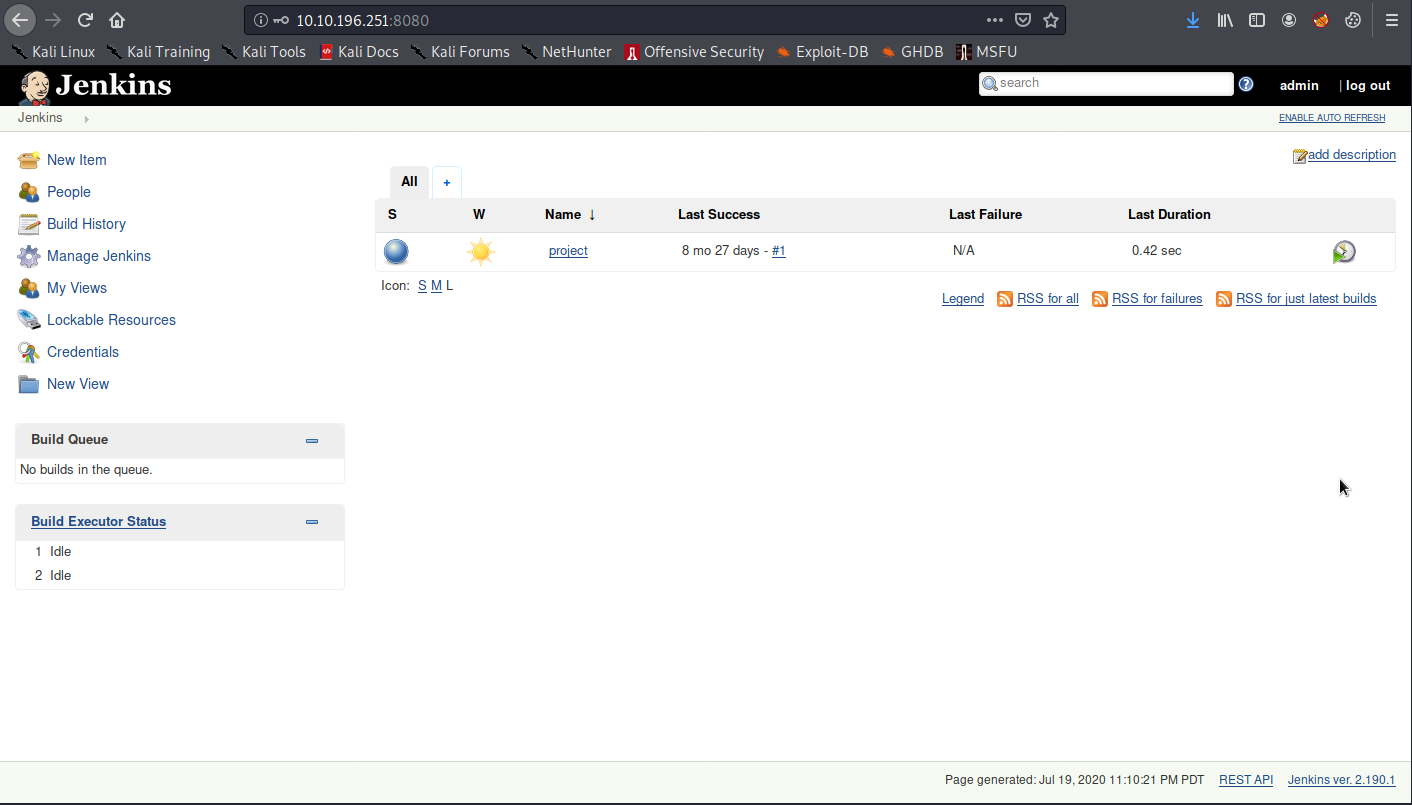 10.10.196.251:8080
Kali Linux Kali Training Kali Tools Kali Docs Kali Forums NetHunter Offensive Security Exploit-DB GHDB MSFU
Jenkins search admin | log out
Jenkins ENABLE AUTO REFRESH
add description
New Item
People
Build History
Manage Jenkins
My Views
Lockable Resources
Credentials
New View
Build Queue
No builds in the queue.
Build Executor Status
1 Idle
2 Idle
All +
S W Name ↓ Last Success Last Failure Last Duration
project 8 mo 27 days - #1 N/A 0.42 sec
Icon: S M L
Legend RSS for all RSS for failures RSS for just latest builds
Page generated: Jul 19, 2020 11:10:21 PM PDT REST API Jenkins ver. 2.190.1